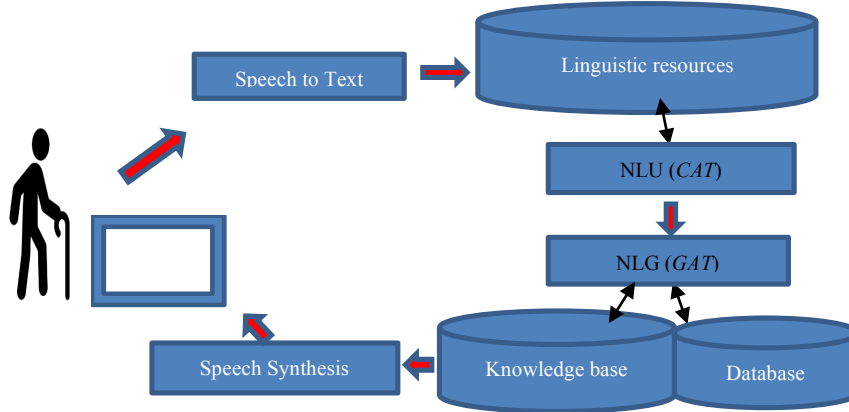 Speech to Text
Linguistic resources
NLU (CAT)
NLG (GAT)
Speech Synthesis
Knowledge base
Database